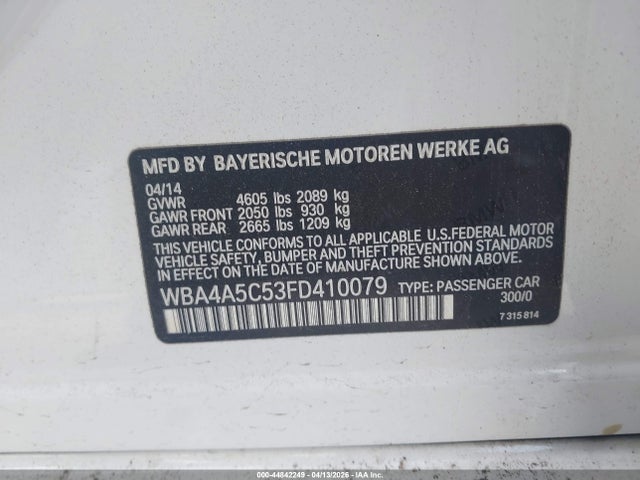 MFD BY BAYERISCHE MOTOREN WERKE AG
04/14
GVWR 4605 lbs 2089 kg
GAWR FRONT 2050 lbs 930 kg
GAWR REAR 2665 lbs 1209 kg
THIS VEHICLE CONFORMS TO ALL APPLICABLE U.S.FEDERAL MOTOR
VEHICLE SAFETY, BUMPER AND THEFT PREVENTION STANDARDS
IN EFFECT ON THE DATE OF MANUFACTURE SHOWN ABOVE.
WBA4A5C53FD410079 TYPE: PASSENGER CAR
300/0
7 315 814
000-44842249 - 04/13/2026 - IAA Inc.